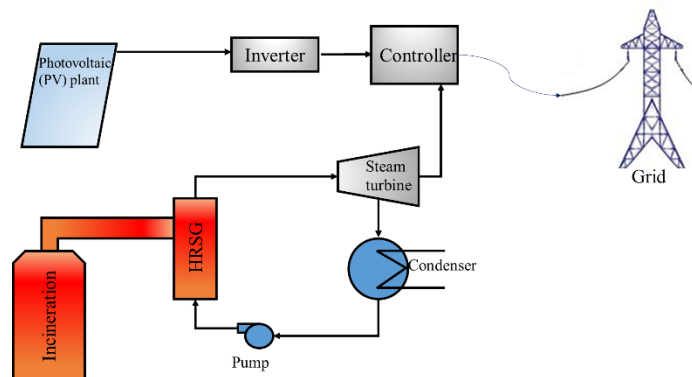 Photovoltaic
(PV) plant
Inverter
Controller
Grid
Steam
turbine
HRSG
Condenser
Incineration
Pump